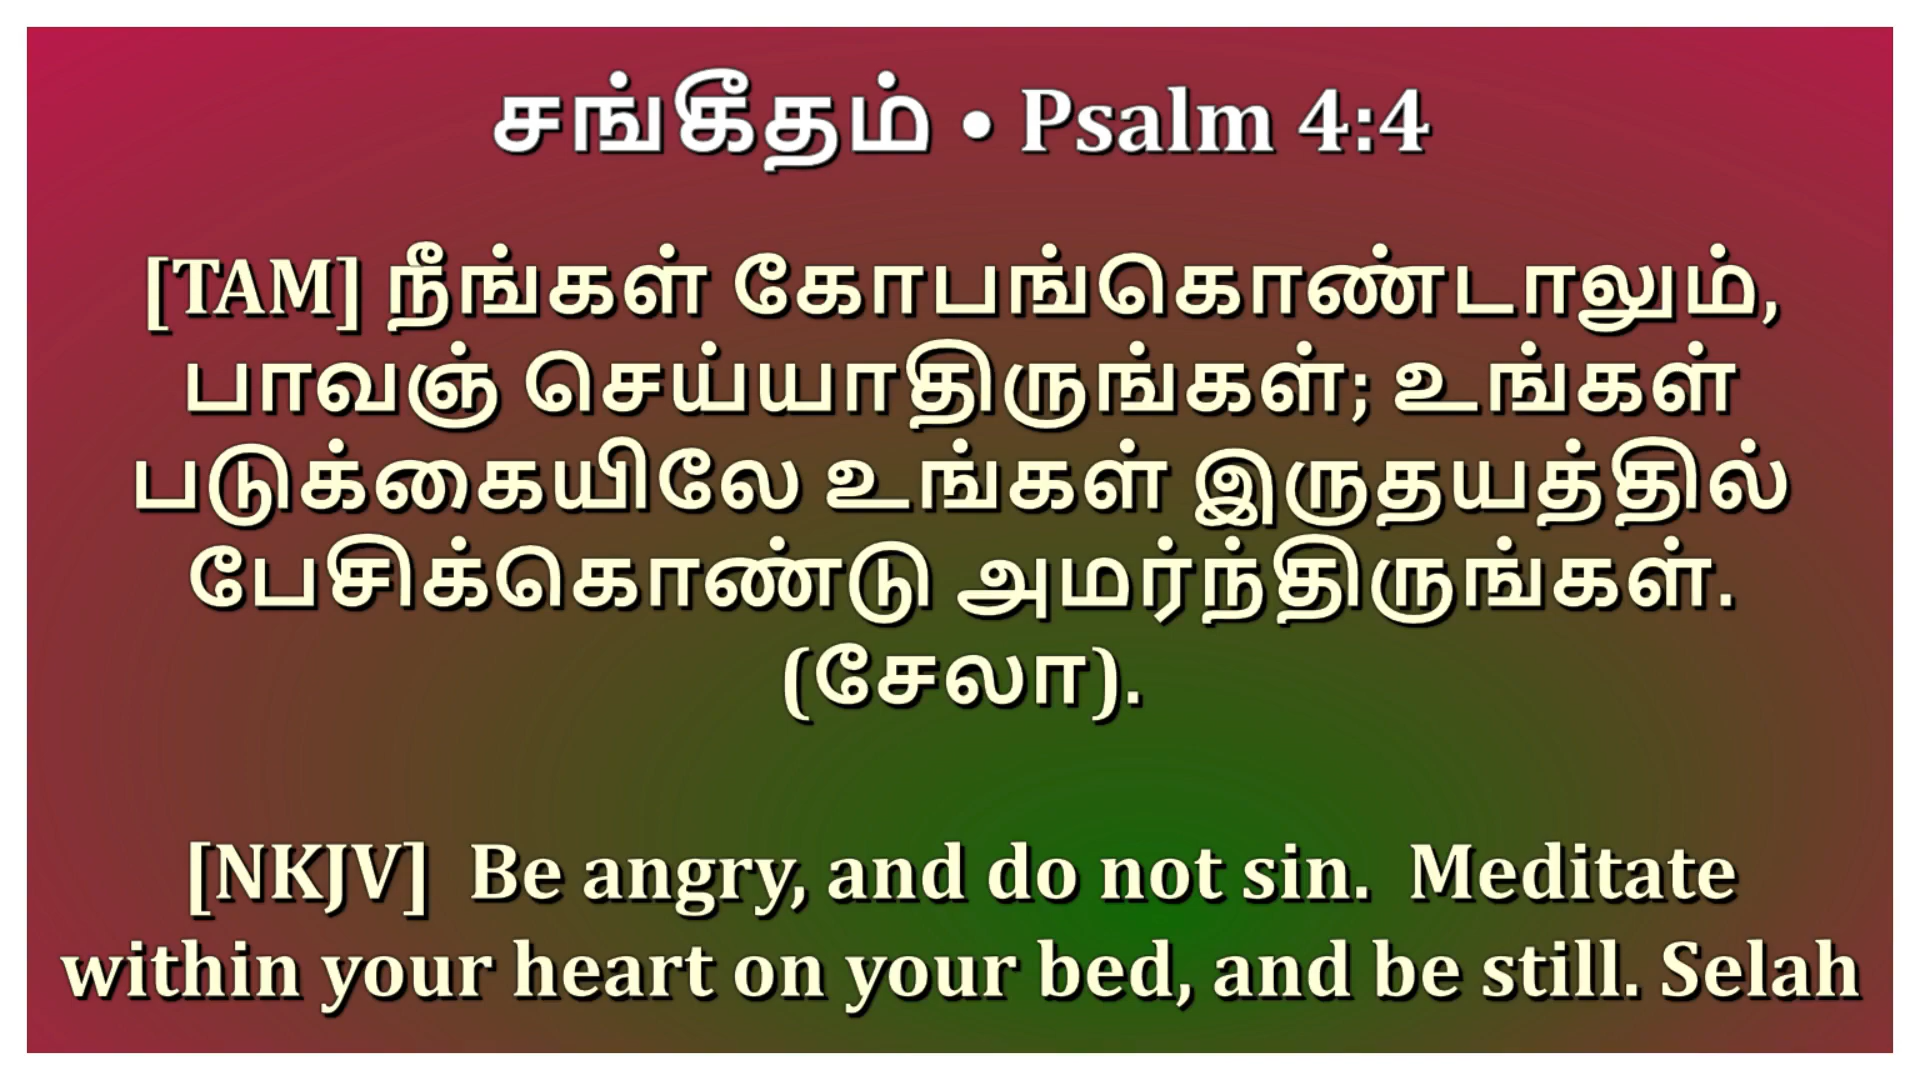 சங்கீதம் • Psalm 4:4
[TAM] நீங்கள் கோபங்கொண்டாலும்,
பாவஞ் செய்யாதிருங்கள்; உங்கள்
படுக்கையிலே உங்கள் இருதயத்தில்
பேசிக்கொண்டு அமர்ந்திருங்கள்.
(சேலா).
[NKJV]  Be angry, and do not sin.  Meditate
within your heart on your bed, and be still. Selah